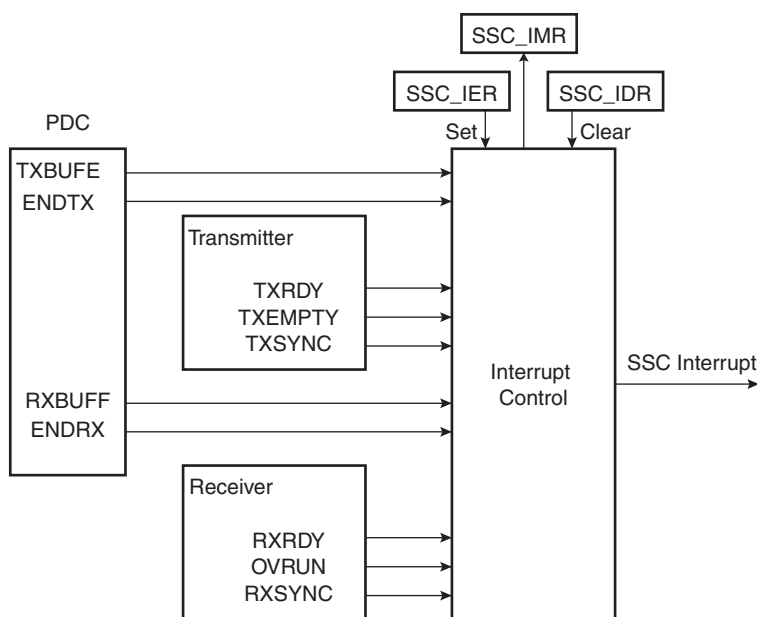 SSC_IMR
SSC_IER
SSC_IDR
PDC
Set
Clear
TXBUFE
ENDTX
Transmitter
TXRDY
TXEMPTY
TXSYNC
RXBUFF
ENDRX
Interrupt
Control
SSC Interrupt
Receiver
RXRDY
OVRUN
RXSYNC